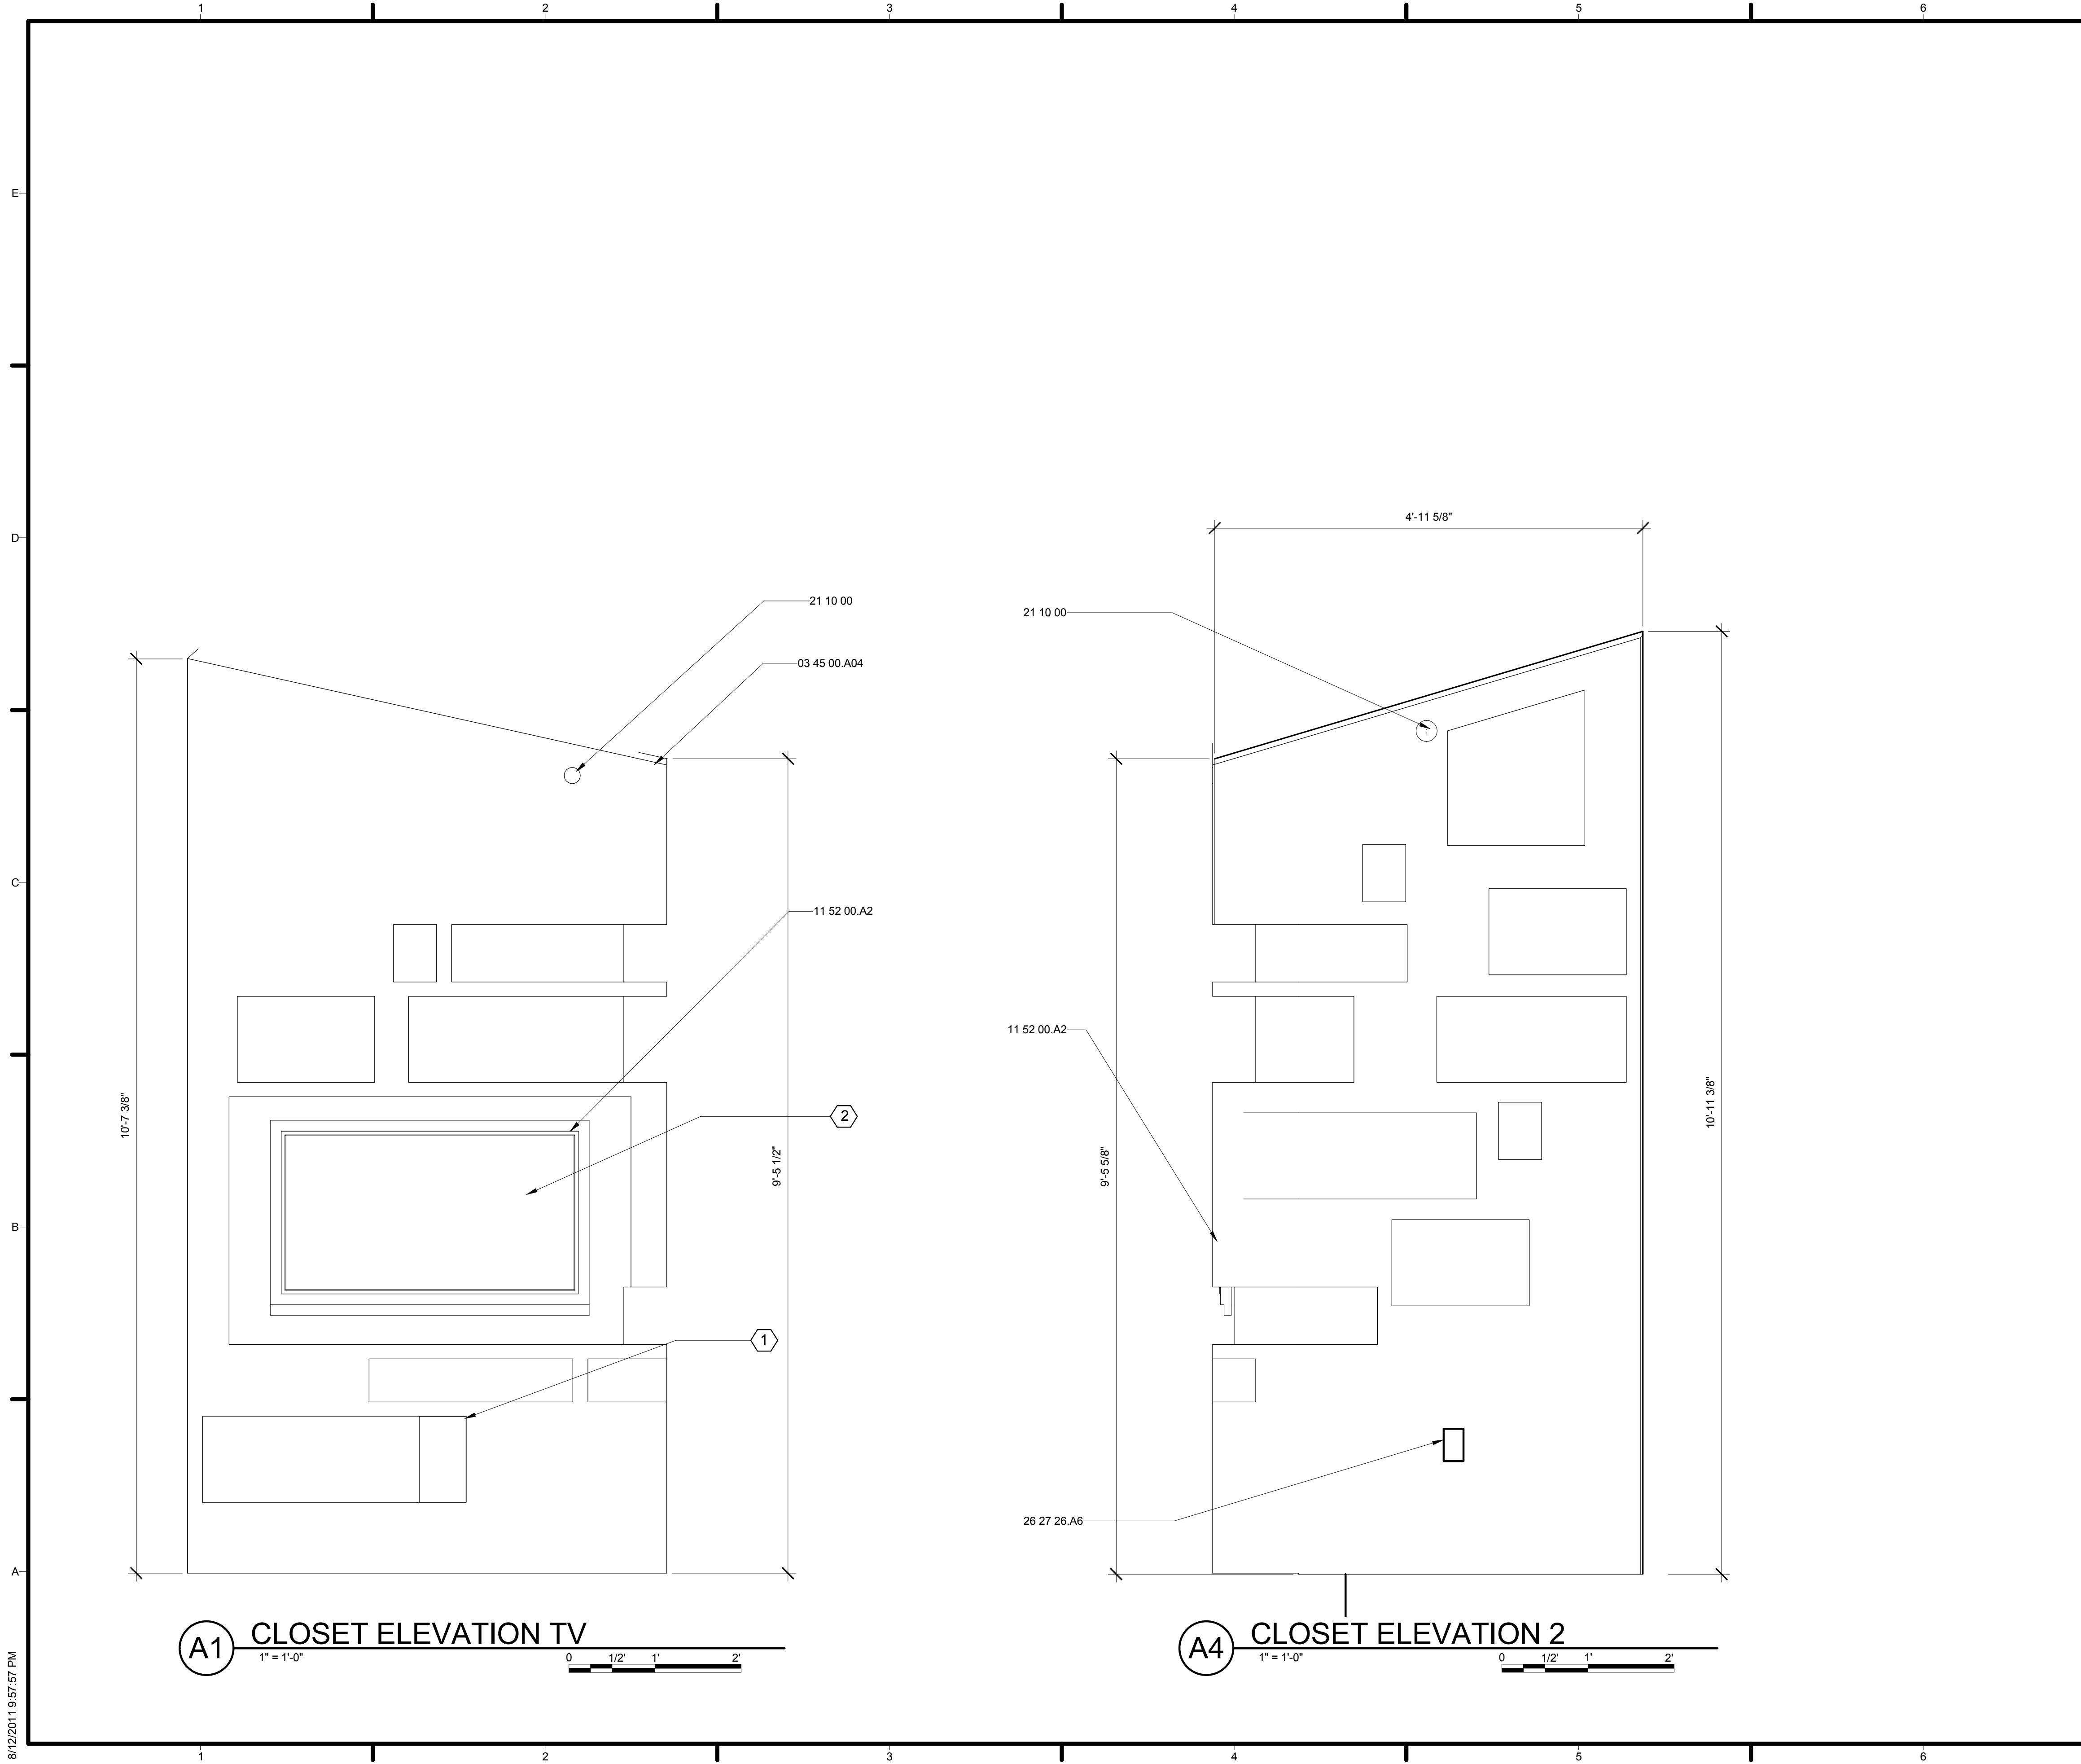 1 2 3 4 5 6
E
D
C
B
A
4'-11 5/8"
21 10 00
21 10 00
03 45 00.A04
11 52 00.A2
11 52 00.A2
10'-7 3/8"
2
10'-11 3/8"
9'-5 1/2"
9'-5 5/8"
1
26 27 26.A6
A1 CLOSET ELEVATION TV
1" = 1'-0"
0 1/2' 1' 2'
A4 CLOSET ELEVATION 2
1" = 1'-0"
0 1/2' 1' 2'
8/12/2011 9:57:57 PM
1 2 3 4 5 6